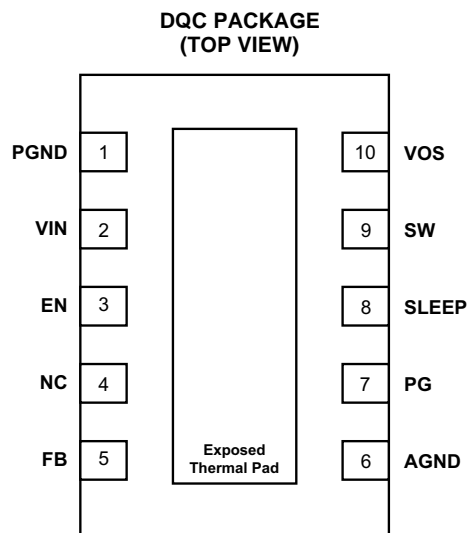 DQC PACKAGE
(TOP VIEW)
PGND 1 10 VOS
VIN 2 9 SW
EN 3 8 SLEEP
NC 4 7 PG
FB 5 6 AGND
Exposed
Thermal Pad